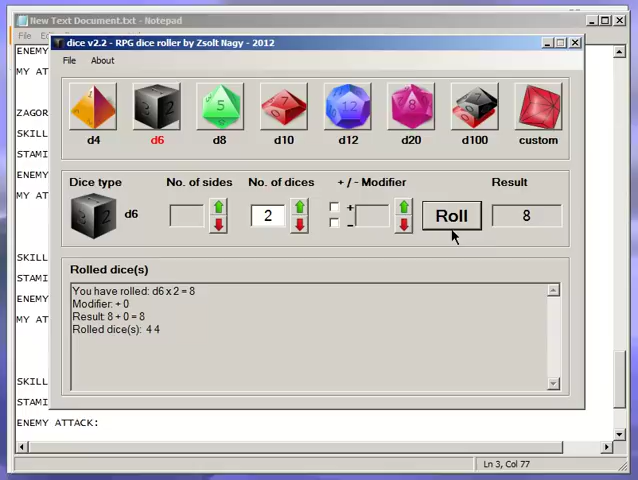 New Text Document.txt - Notepad
File Ed
ENEMY
dice v2.2 - RPG dice roller by Zsolt Nagy - 2012
File About
MY AT
ZAGOR
SKILL
STAMI
ENEMY
MY AT
d4 d6 d8 d10 d12 d20 d100 custom
Dice type No. of sides No. of dices + / - Modifier Result
d6 2 + - Roll 8
SKILL
STAMI
ENEMY
MY AT
Rolled dice(s)
You have rolled: d6 x 2 = 8
Modifier: + 0
Result: 8 + 0 = 8
Rolled dice(s): 4 4
SKILL
STAMI
ENEMY ATTACK:
Ln 3, Col 77